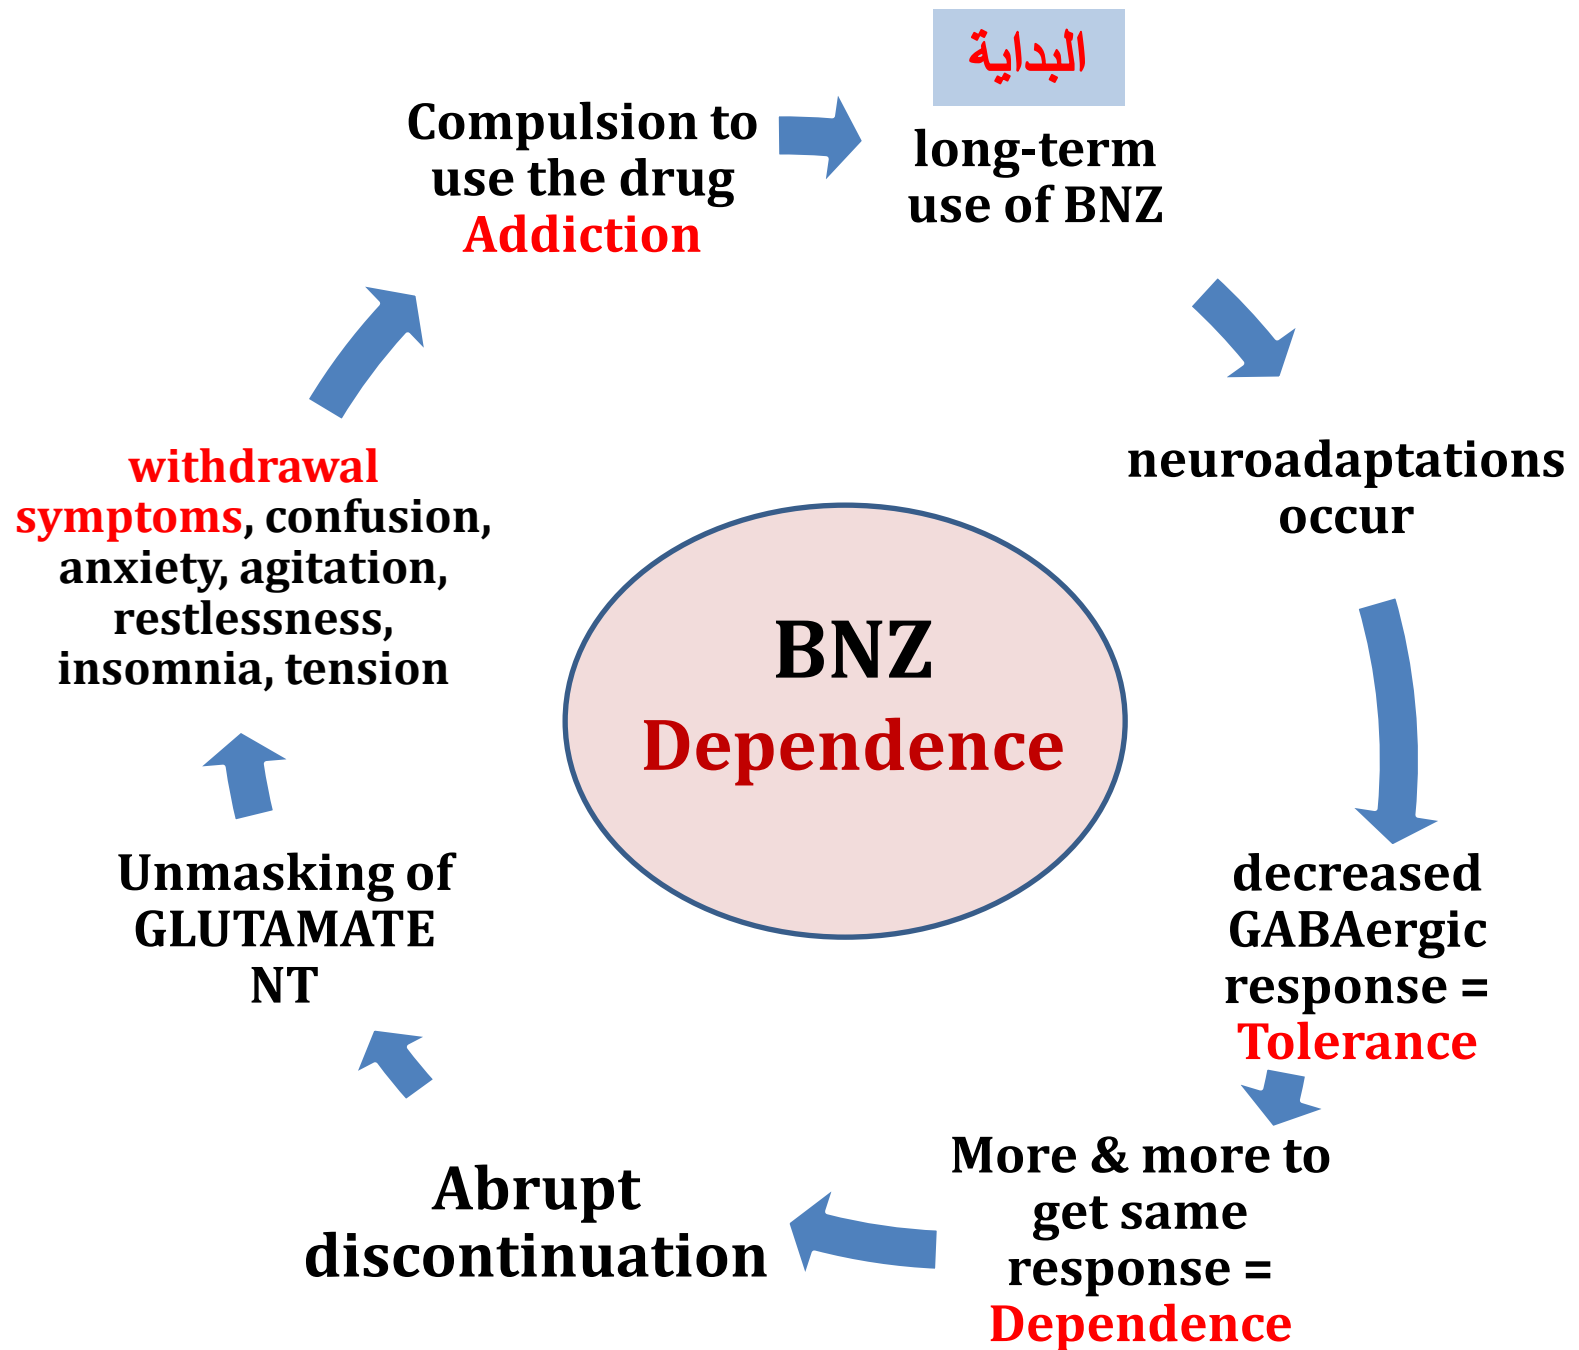 البداية
long-term
use of BNZ
neuroadaptations
occur
decreased
GABAergic
response =
Tolerance
More & more to
get same
response =
Dependence
Abrupt
discontinuation
Unmasking of
GLUTAMATE
NT
withdrawal
symptoms, confusion,
anxiety, agitation,
restlessness,
insomnia, tension
Compulsion to
use the drug
Addiction
BNZ
Dependence